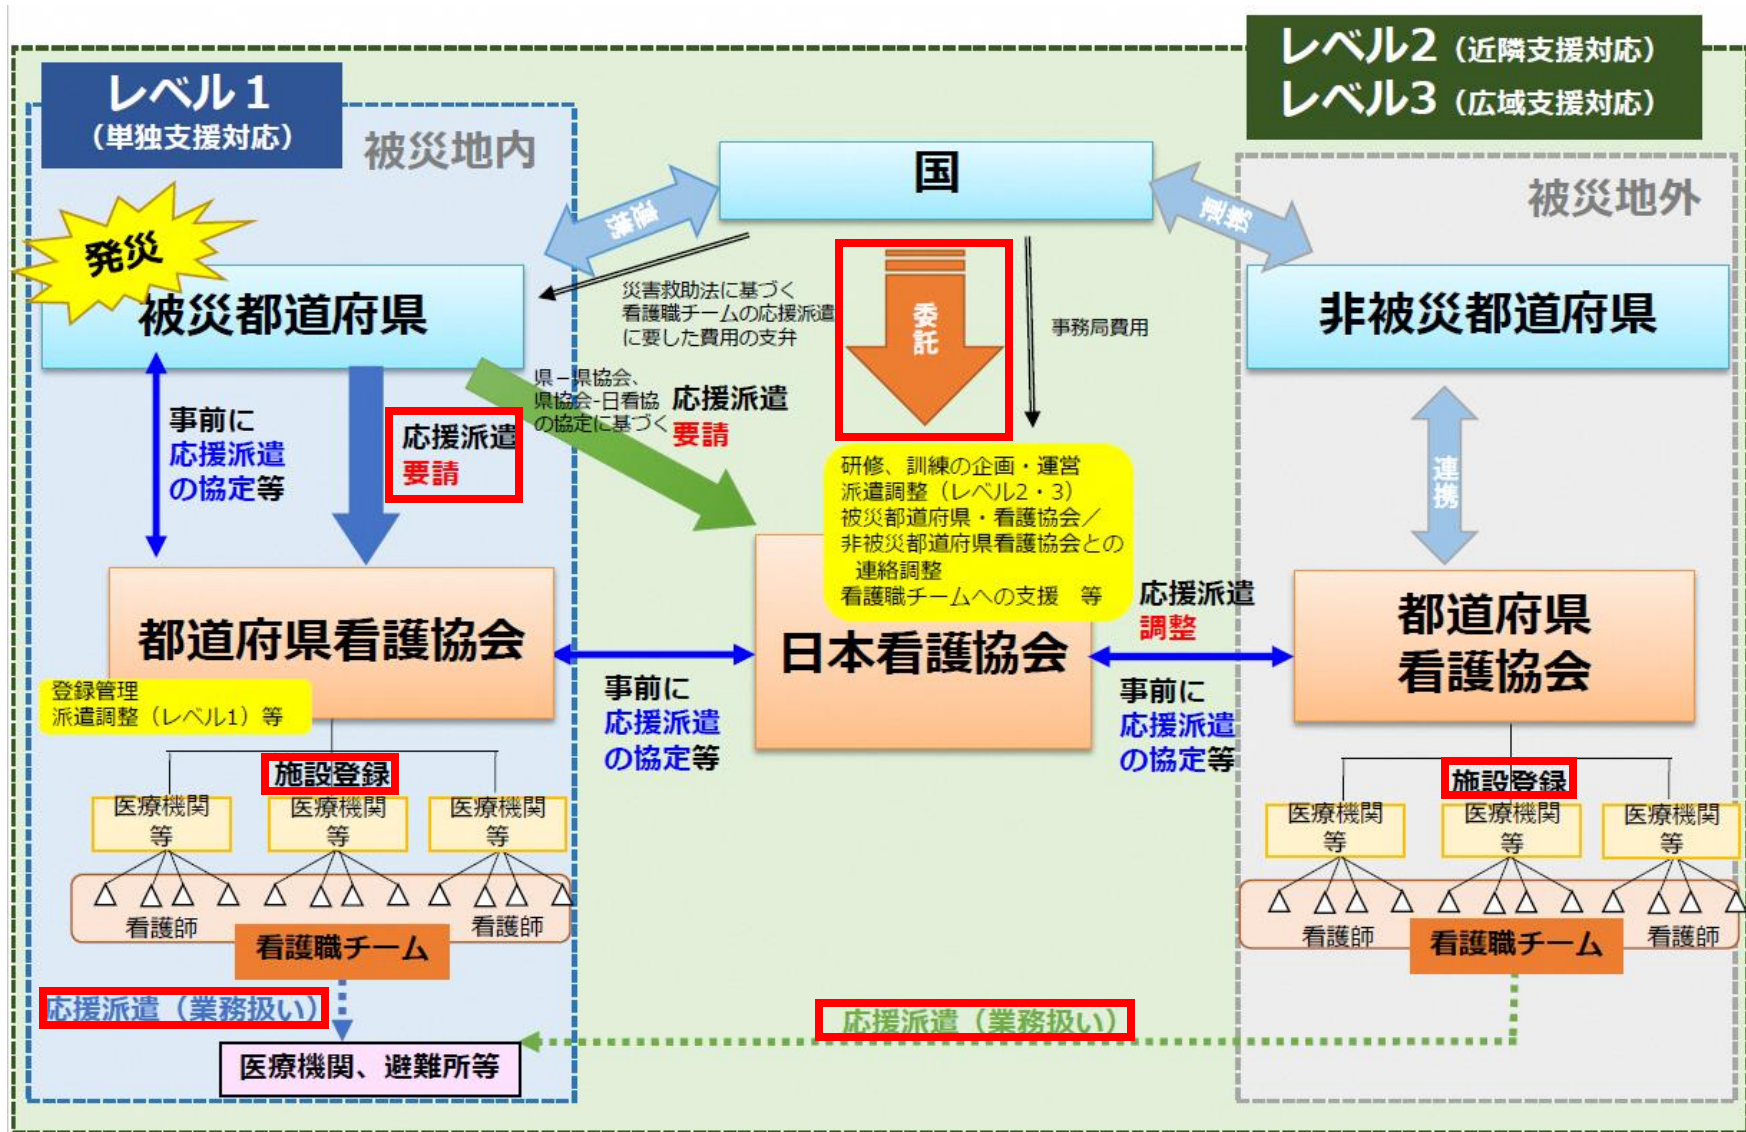 レベル1
（単独支援対応）
レベル2（近隣支援対応）
レベル3（広域支援対応）
被災地内
国
被災地外
連携
連携
発災
被災都道府県
災害救助法に基づく
看護職チームの応援派遣
に要した費用の支弁
委託
事務局費用
非被災都道府県
事前に
応援派遣
の協定等
応援派遣
要請
県－県協会、
県協会-日看協
の協定に基づく
応援派遣
要請
研修、訓練の企画・運営
派遣調整（レベル2・3）
被災都道府県・看護協会／
非被災都道府県看護協会との
連絡調整
看護職チームへの支援　等
連携
都道府県看護協会
日本看護協会
応援派遣
調整
都道府県
看護協会
登録管理
派遣調整（レベル1）等
事前に
応援派遣
の協定等
事前に
応援派遣
の協定等
施設登録
医療機関
等
医療機関
等
医療機関
等
看護師
看護師
看護職チーム
応援派遣（業務扱い）
医療機関、避難所等
施設登録
医療機関
等
医療機関
等
医療機関
等
看護師
看護師
看護職チーム
応援派遣（業務扱い）